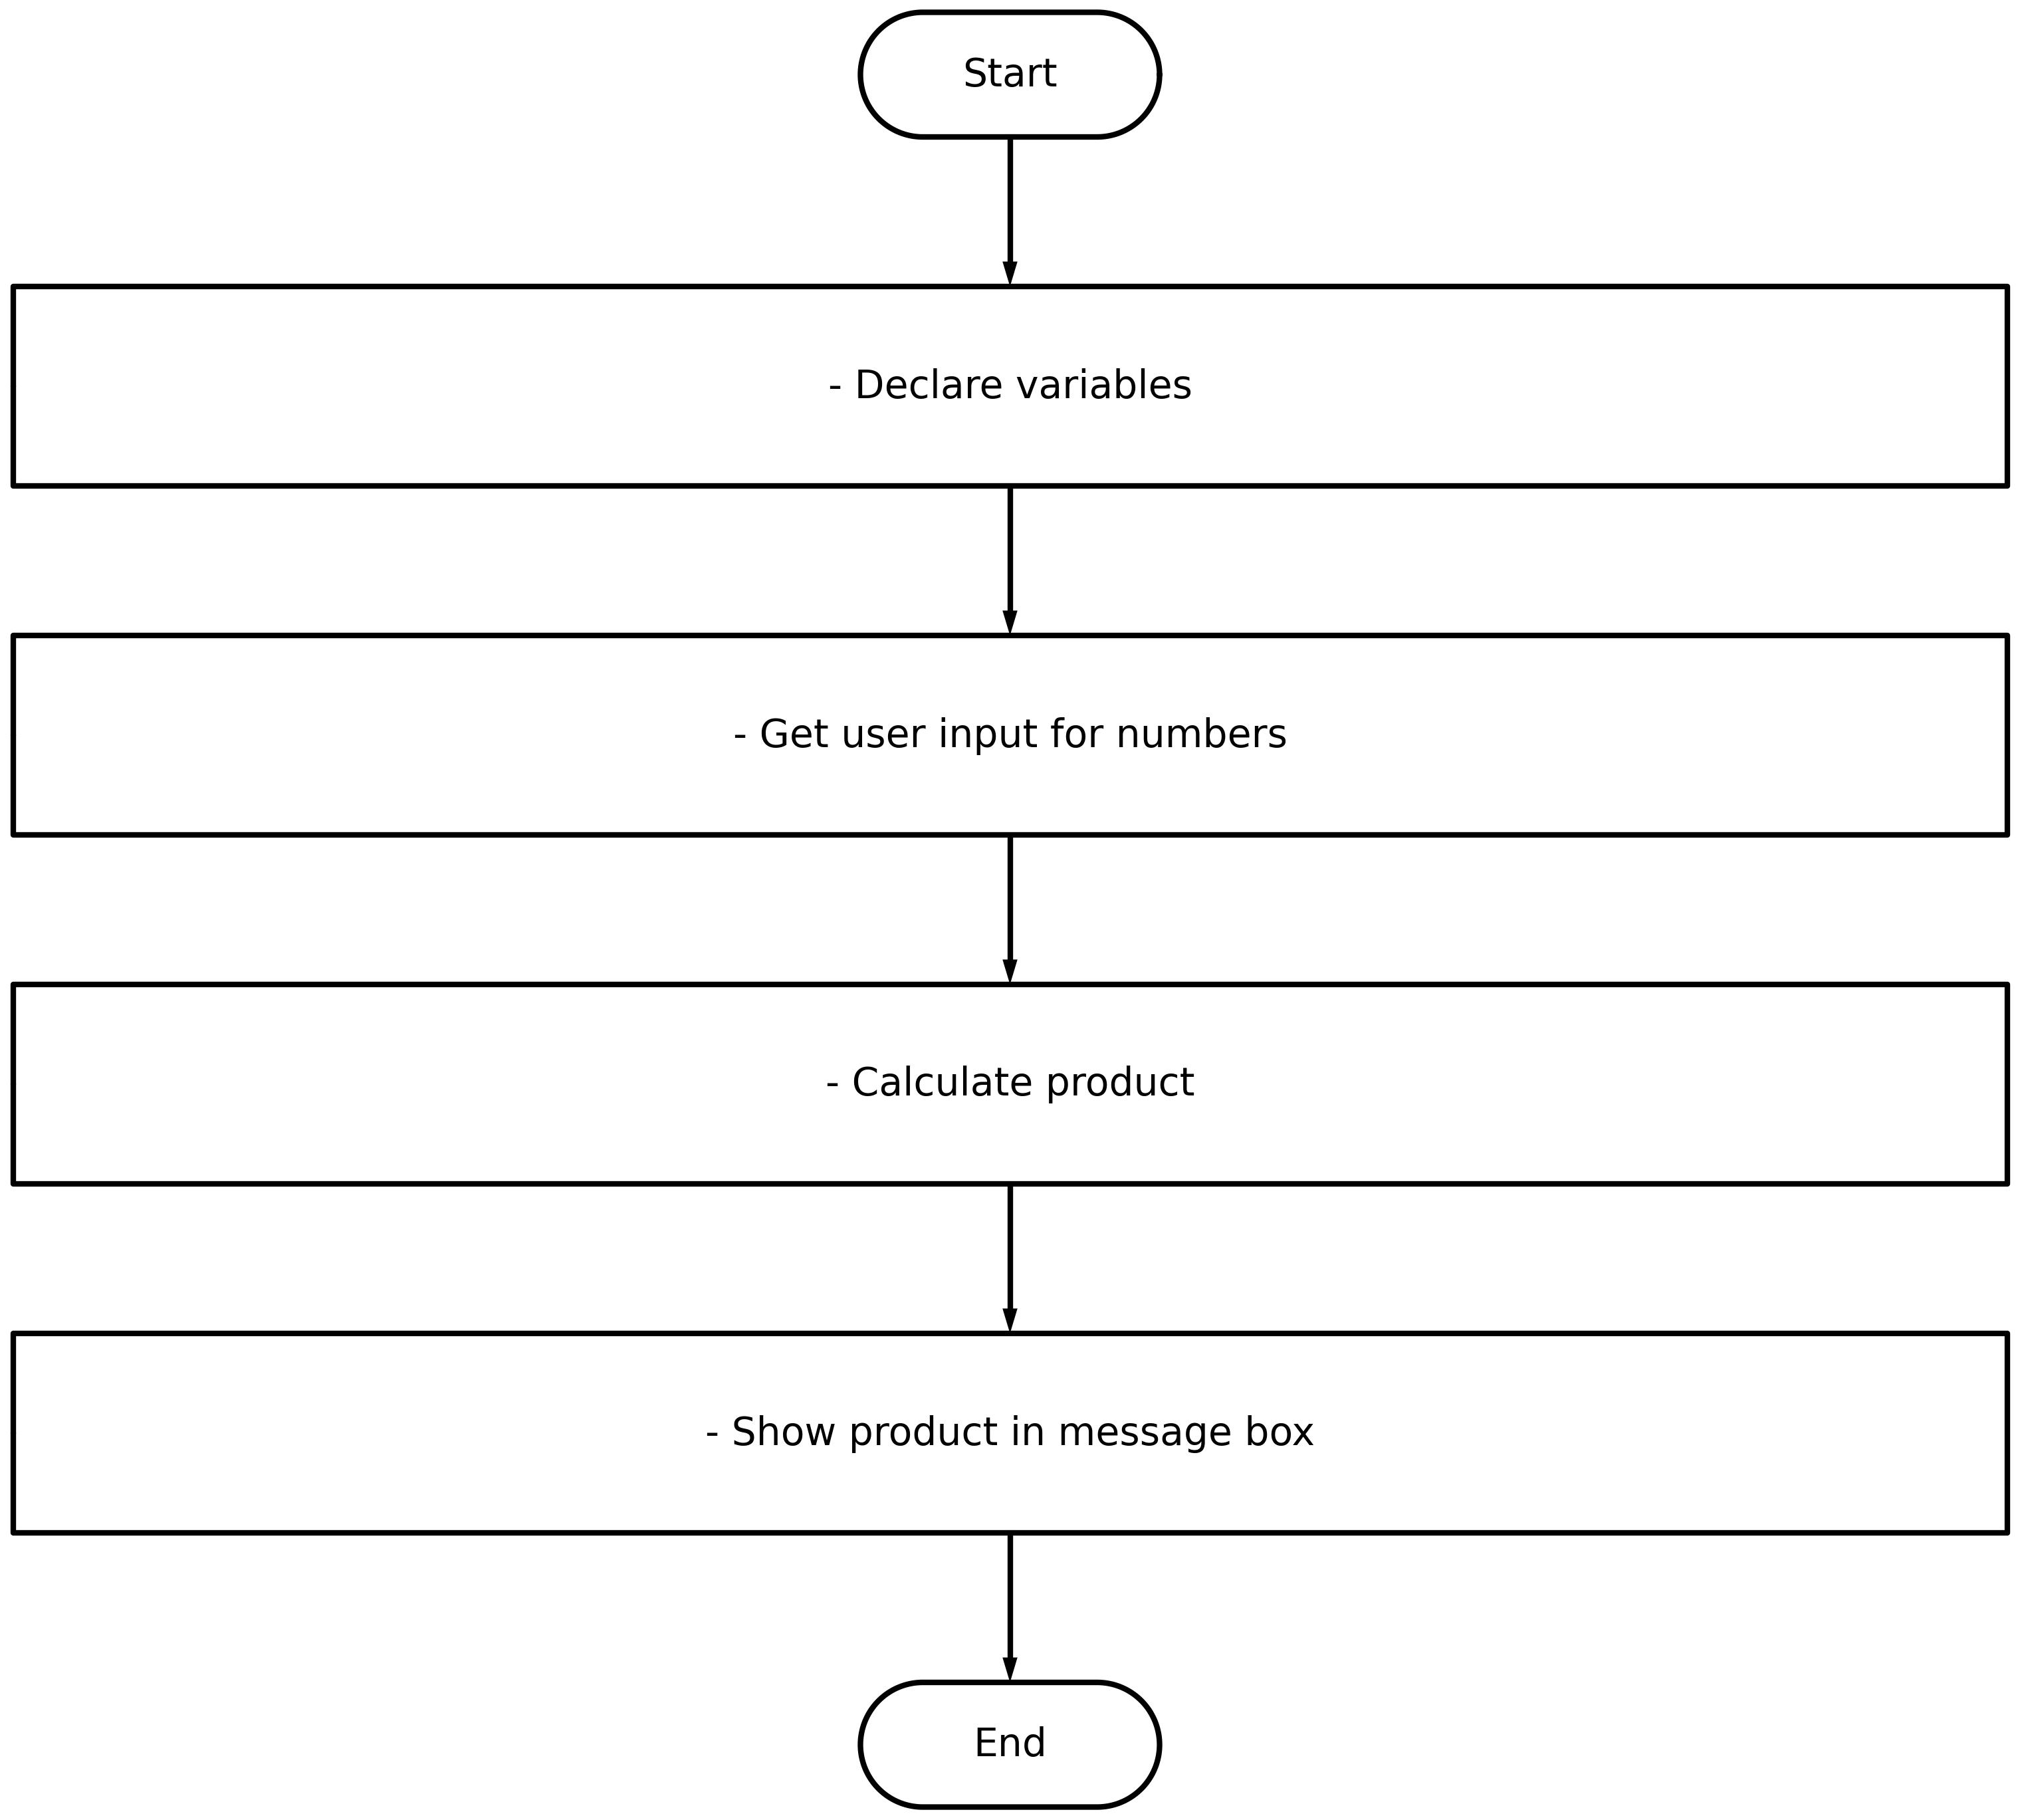 Start
- Declare variables
- Get user input for numbers
- Calculate product
- Show product in message box
End